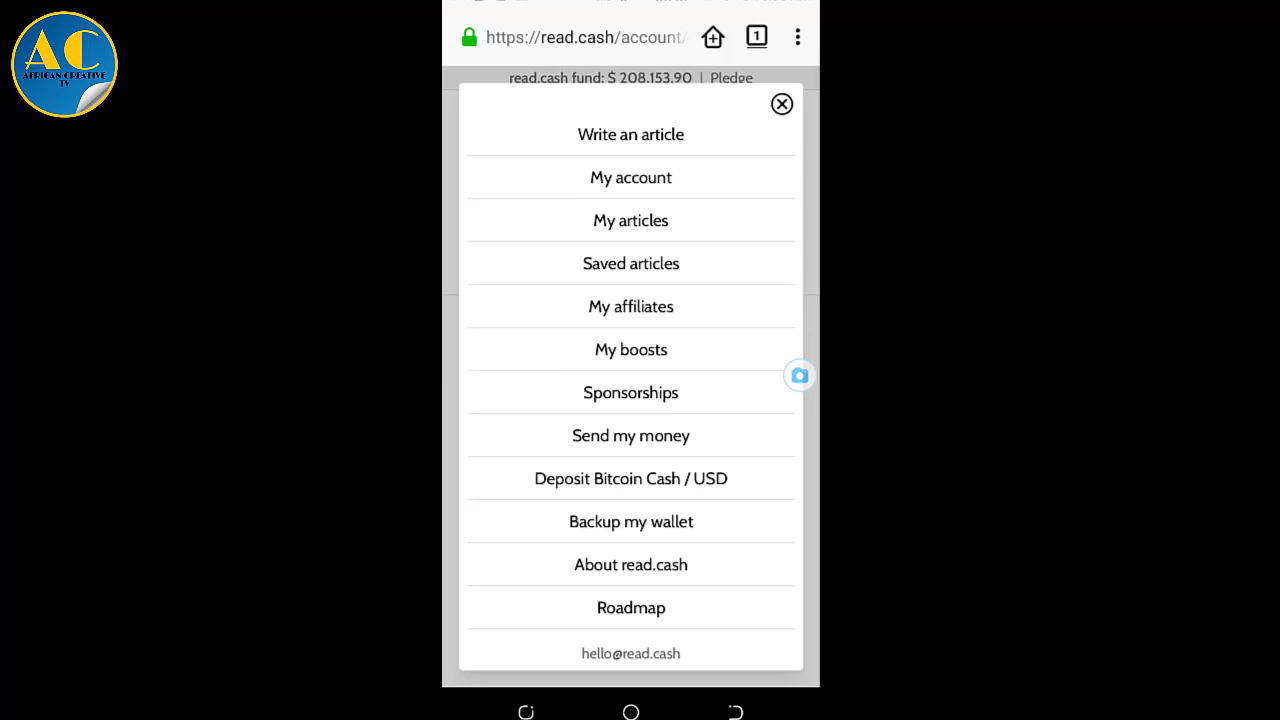 AC
AFRICAN CREATIVE
TV
https://read.cash/account/
1
read.cash fund: $ 208,153.90 | Pledge
Write an article
My account
My articles
Saved articles
My affiliates
My boosts
Sponsorships
Send my money
Deposit Bitcoin Cash / USD
Backup my wallet
About read.cash
Roadmap
hello@read.cash